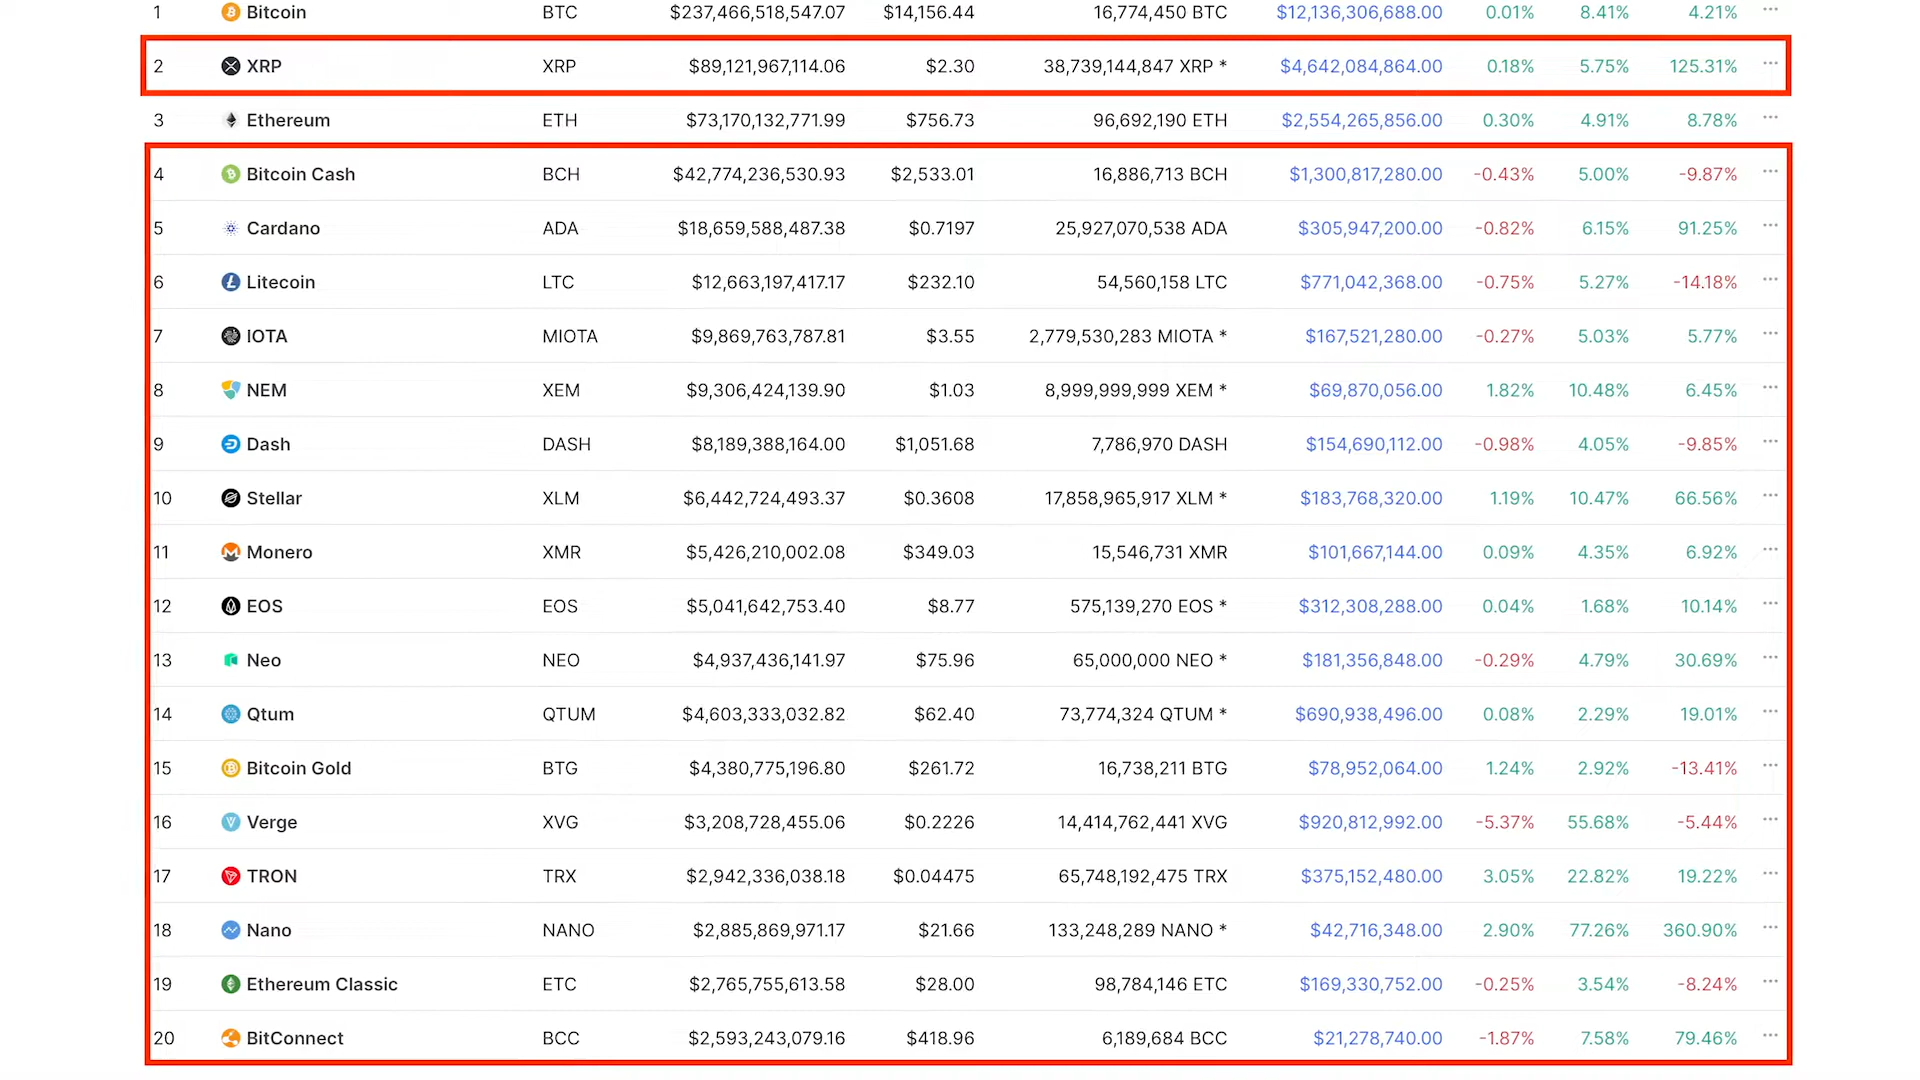 1 Bitcoin BTC $237,466,518,547.07 $14,156.44 16,774,450 BTC $12,136,306,688.00 0.01% 8.41% 4.21% ...
2 XRP XRP $89,121,967,114.06 $2.30 38,739,144,847 XRP * $4,642,084,864.00 0.18% 5.75% 125.31% ...
3 Ethereum ETH $73,170,132,771.99 $756.73 96,692,190 ETH $2,554,265,856.00 0.30% 4.91% 8.78% ...
4 Bitcoin Cash BCH $42,774,236,530.93 $2,533.01 16,886,713 BCH $1,300,817,280.00 -0.43% 5.00% -9.87% ...
5 Cardano ADA $18,659,588,487.38 $0.7197 25,927,070,538 ADA $305,947,200.00 -0.82% 6.15% 91.25% ...
6 Litecoin LTC $12,663,197,417.17 $232.10 54,560,158 LTC $771,042,368.00 -0.75% 5.27% -14.18% ...
7 IOTA MIOTA $9,869,763,787.81 $3.55 2,779,530,283 MIOTA * $167,521,280.00 -0.27% 5.03% 5.77% ...
8 NEM XEM $9,306,424,139.90 $1.03 8,999,999,999 XEM * $69,870,056.00 1.82% 10.48% 6.45% ...
9 Dash DASH $8,189,388,164.00 $1,051.68 7,786,970 DASH $154,690,112.00 -0.98% 4.05% -9.85% ...
10 Stellar XLM $6,442,724,493.37 $0.3608 17,858,965,917 XLM * $183,768,320.00 1.19% 10.47% 66.56% ...
11 Monero XMR $5,426,210,002.08 $349.03 15,546,731 XMR $101,667,144.00 0.09% 4.35% 6.92% ...
12 EOS EOS $5,041,642,753.40 $8.77 575,139,270 EOS * $312,308,288.00 0.04% 1.68% 10.14% ...
13 Neo NEO $4,937,436,141.97 $75.96 65,000,000 NEO * $181,356,848.00 -0.29% 4.79% 30.69% ...
14 Qtum QTUM $4,603,333,032.82 $62.40 73,774,324 QTUM * $690,938,496.00 0.08% 2.29% 19.01% ...
15 Bitcoin Gold BTG $4,380,775,196.80 $261.72 16,738,211 BTG $78,952,064.00 1.24% 2.92% -13.41% ...
16 Verge XVG $3,208,728,455.06 $0.2226 14,414,762,441 XVG $920,812,992.00 -5.37% 55.68% -5.44% ...
17 TRON TRX $2,942,336,038.18 $0.04475 65,748,192,475 TRX $375,152,480.00 3.05% 22.82% 19.22% ...
18 Nano NANO $2,885,869,971.17 $21.66 133,248,289 NANO * $42,716,348.00 2.90% 77.26% 360.90% ...
19 Ethereum Classic ETC $2,765,755,613.58 $28.00 98,784,146 ETC $169,330,752.00 -0.25% 3.54% -8.24% ...
20 BitConnect BCC $2,593,243,079.16 $418.96 6,189,684 BCC $21,278,740.00 -1.87% 7.58% 79.46% ...